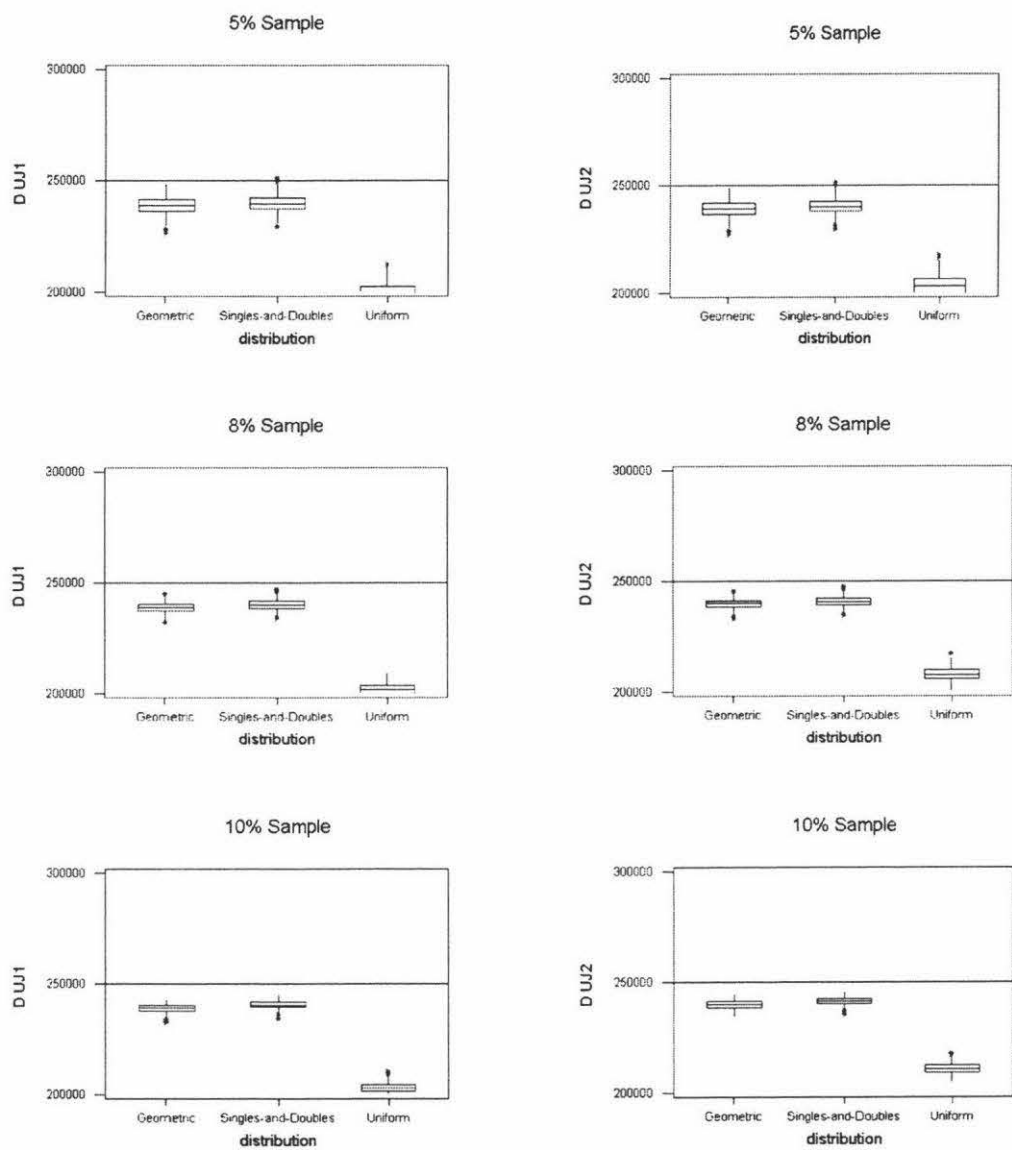 5% Sample
300000
250000
200000
D UJ1
Geometric Singles-and-Doubles Uniform
distribution
5% Sample
300000
250000
200000
D UJ2
Geometric Singles-and-Doubles Uniform
distribution
8% Sample
300000
250000
200000
D UJ1
Geometric Singles-and-Doubles Uniform
distribution
8% Sample
300000
250000
200000
D UJ2
Geometric Singles-and-Doubles Uniform
distribution
10% Sample
300000
250000
200000
D UJ1
Geometric Singles-and-Doubles Uniform
distribution
10% Sample
300000
250000
200000
D UJ2
Geometric Singles-and-Doubles Uniform
distribution